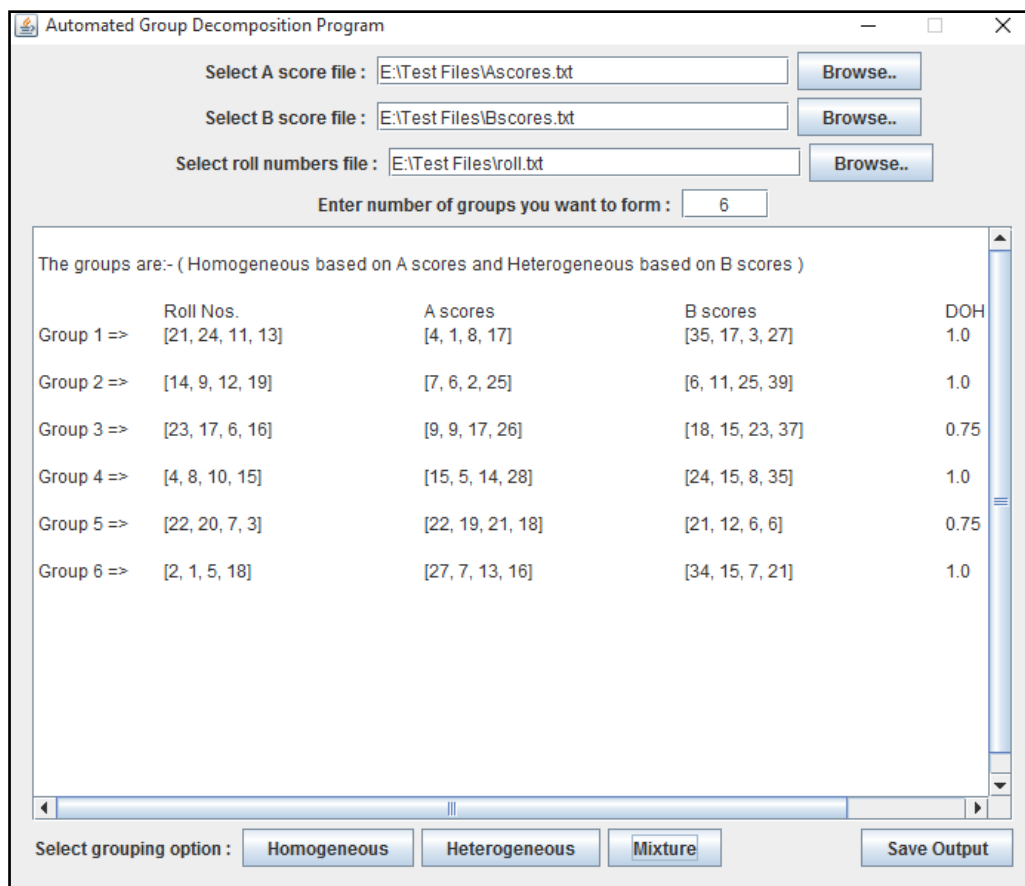 Automated Group Decomposition Program
Select A score file : E:\Test Files\Ascores.txt Browse..
Select B score file : E:\Test Files\Bscores.txt Browse..
Select roll numbers file : E:\Test Files\roll.txt Browse..
Enter number of groups you want to form : 6
The groups are:- ( Homogeneous based on A scores and Heterogeneous based on B scores )
Roll Nos. A scores B scores DOH
Group 1 => [21, 24, 11, 13] [4, 1, 8, 17] [35, 17, 3, 27] 1.0
Group 2 => [14, 9, 12, 19] [7, 6, 2, 25] [6, 11, 25, 39] 1.0
Group 3 => [23, 17, 6, 16] [9, 9, 17, 26] [18, 15, 23, 37] 0.75
Group 4 => [4, 8, 10, 15] [15, 5, 14, 28] [24, 15, 8, 35] 1.0
Group 5 => [22, 20, 7, 3] [22, 19, 21, 18] [21, 12, 6, 6] 0.75
Group 6 => [2, 1, 5, 18] [27, 7, 13, 16] [34, 15, 7, 21] 1.0
Select grouping option : Homogeneous Heterogeneous Mixture Save Output